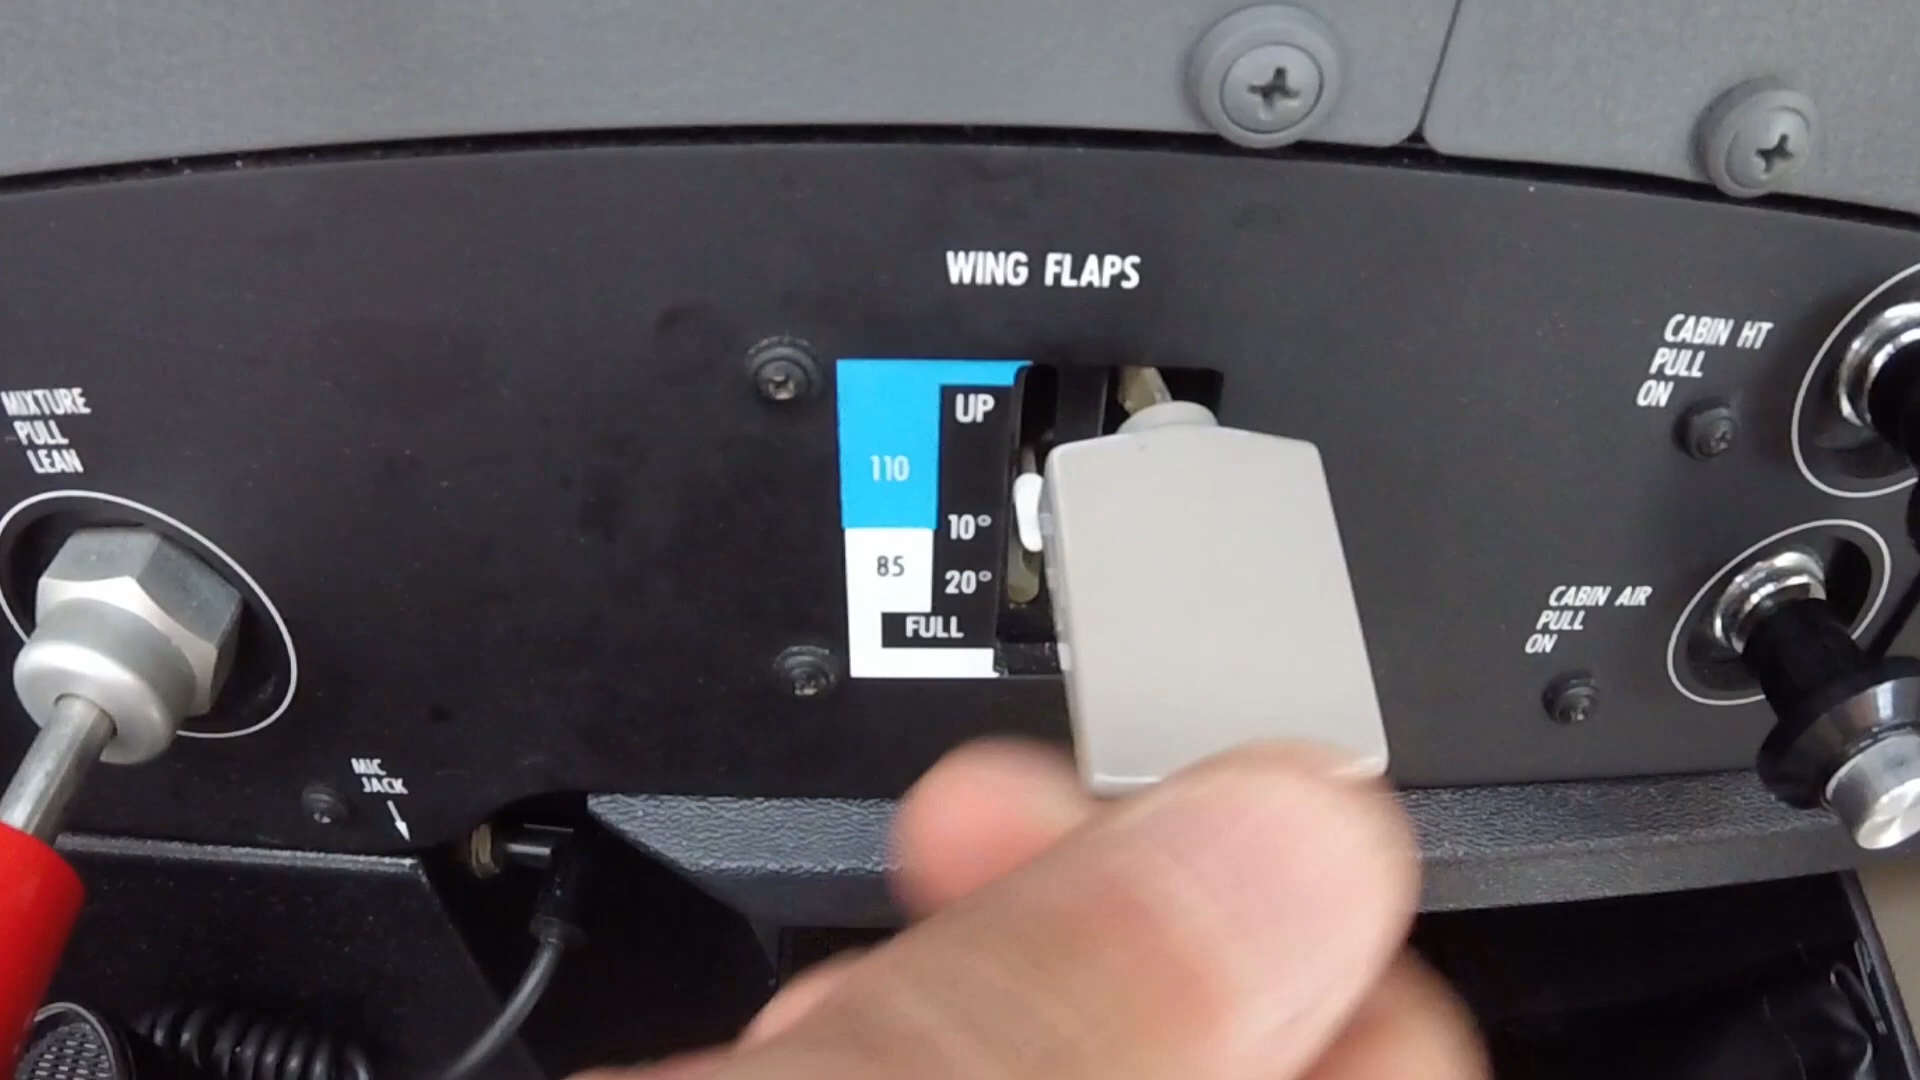 WING FLAPS
UP
110
10°
85
20°
FULL
MIXTURE
PULL
LEAN
MIC
JACK
CABIN HT
PULL
ON
CABIN AIR
PULL
ON